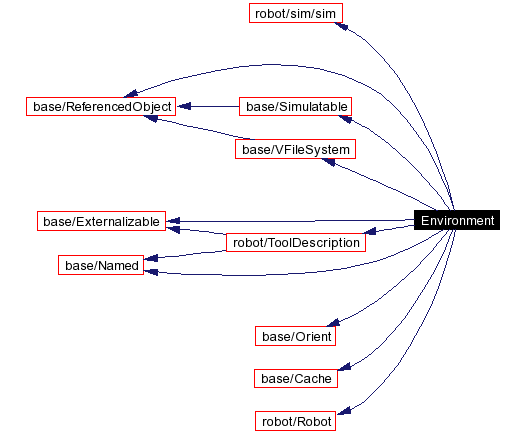 robot/sim/sim
base/ReferencedObject
base/Simulatable
base/VFileSystem
Environment
base/Externalizable
robot/ToolDescription
base/Named
base/Orient
base/Cache
robot/Robot